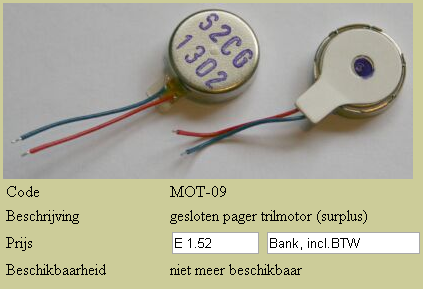 S2CG
1302
Code MOT-09
Beschrijving gesloten pager trilmotor (surplus)
Prijs E 1.52 Bank, incl.BTW
Beschikbaarheid niet meer beschikbaar